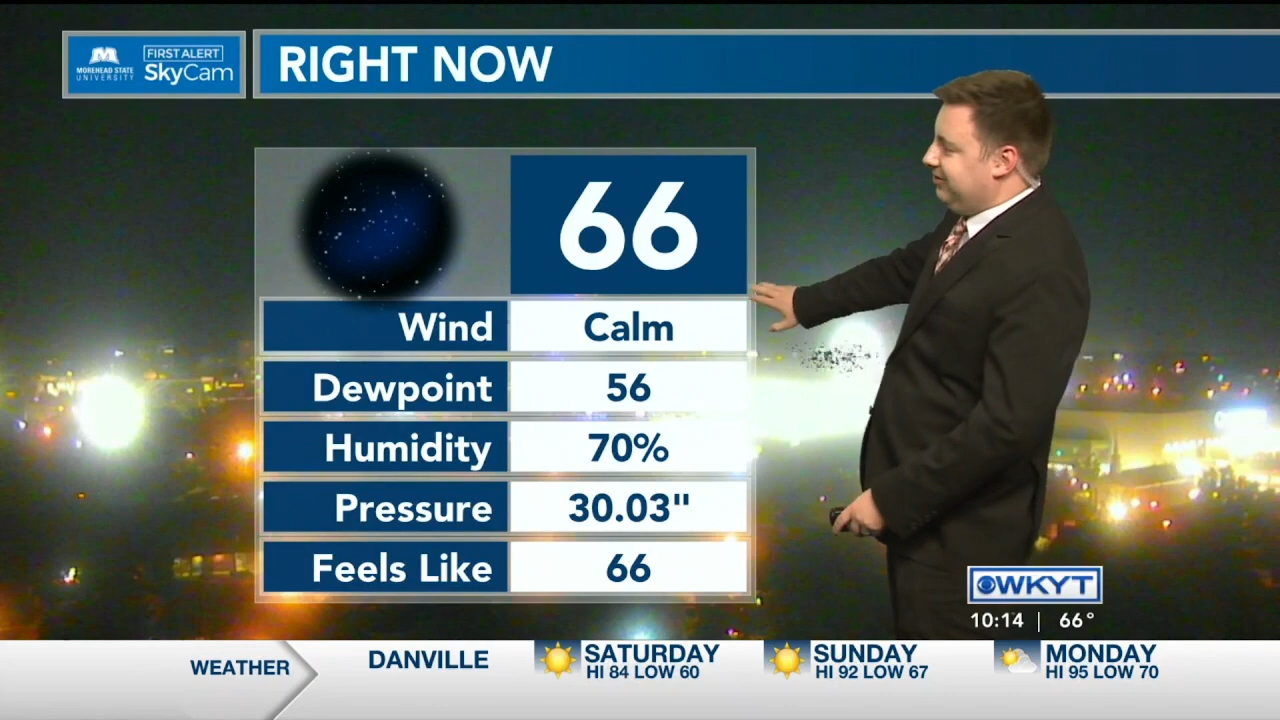 MOREHEAD STATE
UNIVERSITY
FIRST ALERT
SkyCam
RIGHT NOW
66
Wind Calm
Dewpoint 56
Humidity 70%
Pressure 30.03"
Feels Like 66
WKYT
10:14 | 66°
WEATHER
DANVILLE
SATURDAY
HI 84 LOW 60
SUNDAY
HI 92 LOW 67
MONDAY
HI 95 LOW 70